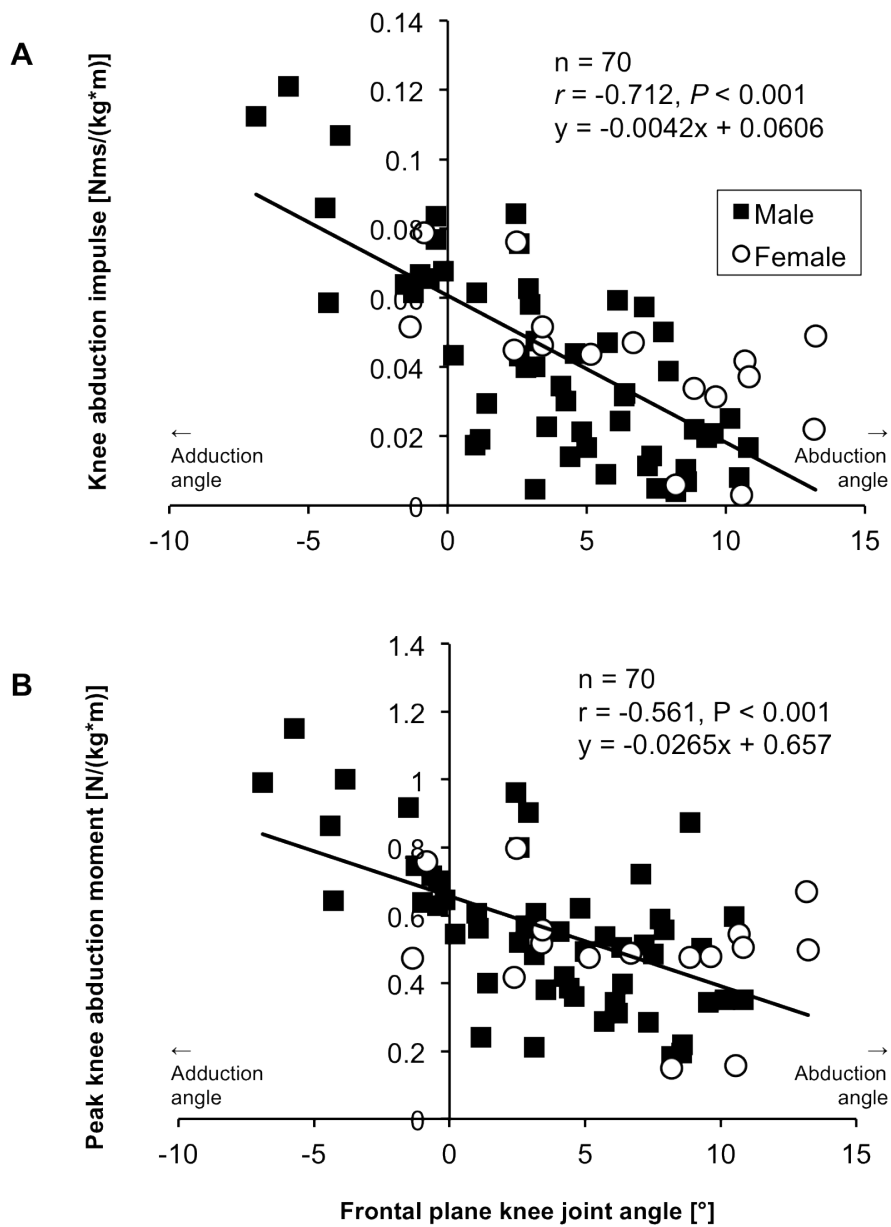 A
Knee abduction impulse [Nms/(kg*m)]
0.14
0.12
0.1
0.08
0.06
0.04
0.02
0
n = 70
r = -0.712, P < 0.001
y = -0.0042x + 0.0606
Male
Female
←
Adduction
angle
→
Abduction
angle
-10
-5
0
5
10
15
B
Peak knee abduction moment [N/(kg*m)]
1.4
1.2
1
0.8
0.6
0.4
0.2
0
n = 70
r = -0.561, P < 0.001
y = -0.0265x + 0.657
←
Adduction
angle
→
Abduction
angle
-10
-5
0
5
10
15
Frontal plane knee joint angle [°]